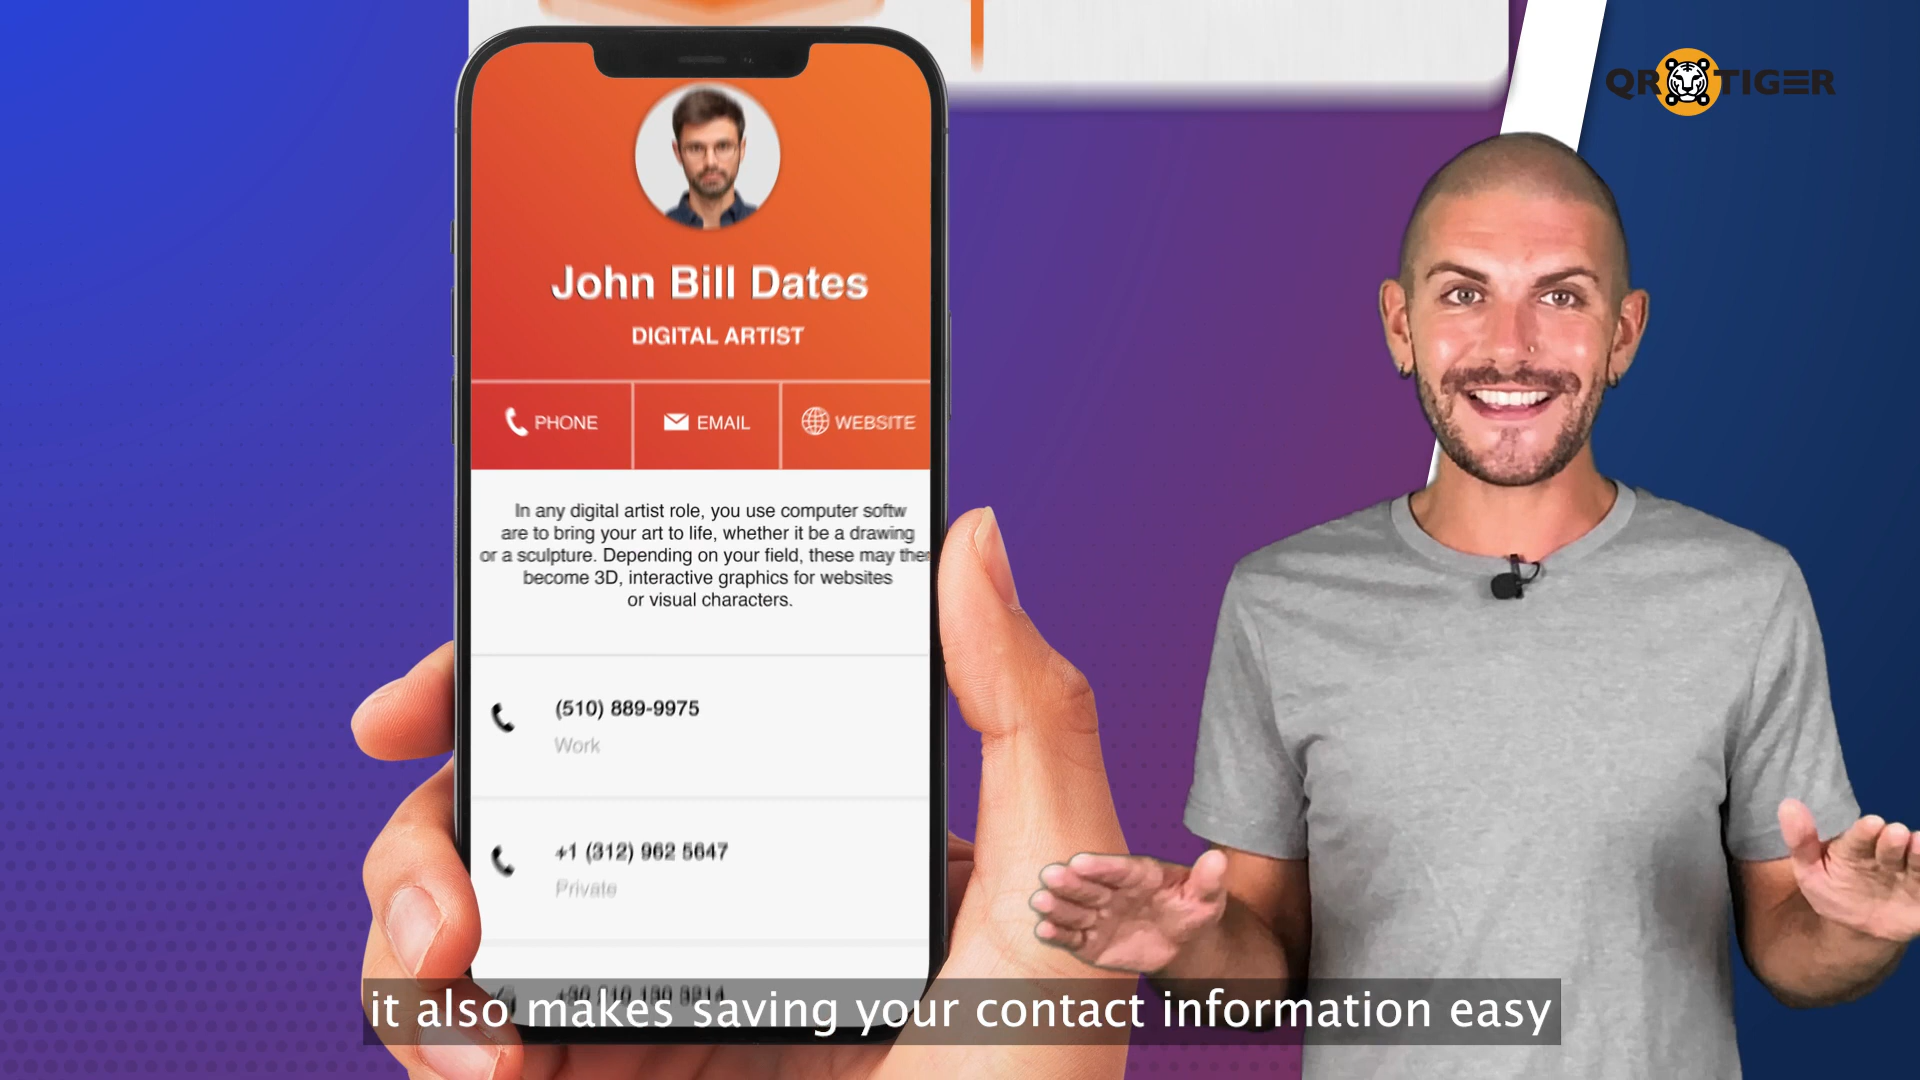 QR TIGER
John Bill Dates
DIGITAL ARTIST
PHONE
EMAIL
WEBSITE
In any digital artist role, you use computer softw
are to bring your art to life, whether it be a drawing
or a sculpture. Depending on your field, these may then
become 3D, interactive graphics for websites
or visual characters.
(510) 889-9975
Work
+1 (312) 962 5647
Private
it also makes saving your contact information easy